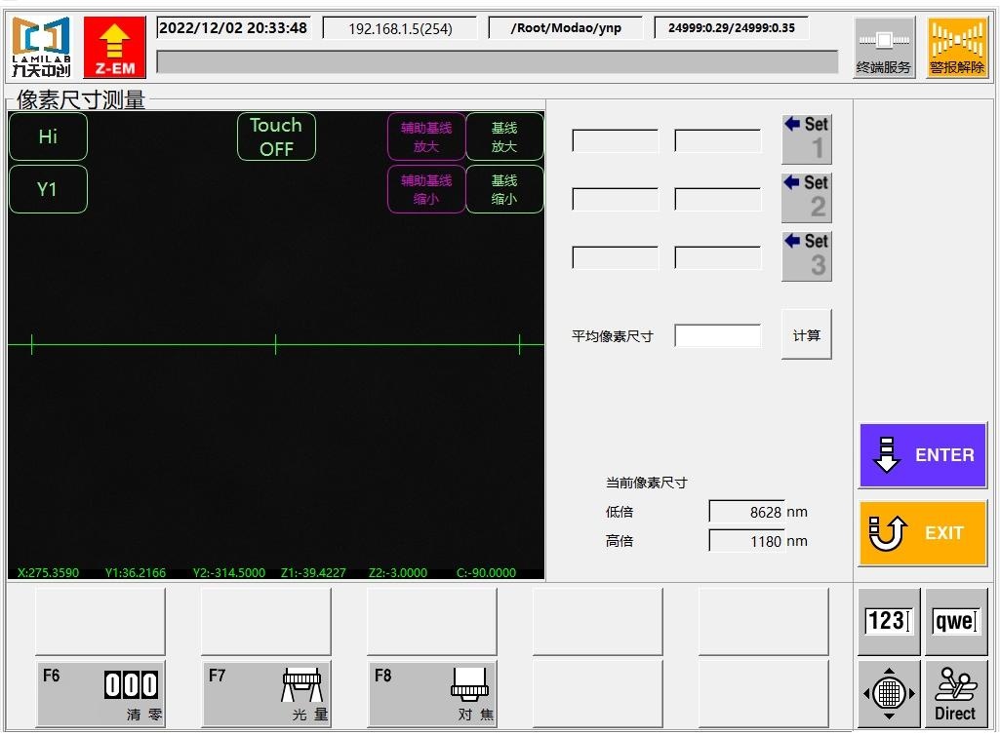 LAMILAB
九天中创
Z-EM
2022/12/02 20:33:48
192.168.1.5(254)
/Root/Modao/ynp
24999:0.29/24999:0.35
终端服务
警报解除
像素尺寸测量
Hi
Touch
OFF
辅助基线
放大
基线
放大
Y1
辅助基线
缩小
基线
缩小
Set
1
Set
2
Set
3
平均像素尺寸
计算
ENTER
当前像素尺寸
低倍
8628 nm
高倍
1180 nm
EXIT
X:275.3590 Y1:36.2166 Y2:-314.5000 Z1:-39.4227 Z2:-3.0000 C:-90.0000
123
qwe
F6
000
清 零
F7
光 量
F8
对 焦
Direct